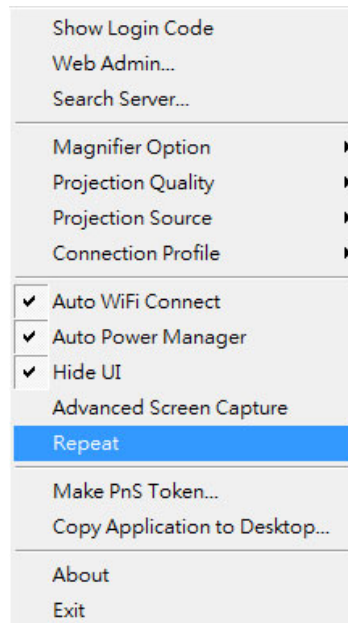 Show Login Code
Web Admin...
Search Server...
Magnifier Option
Projection Quality
Projection Source
Connection Profile
Auto WiFi Connect
Auto Power Manager
Hide UI
Advanced Screen Capture
Repeat
Make PnS Token...
Copy Application to Desktop...
About
Exit